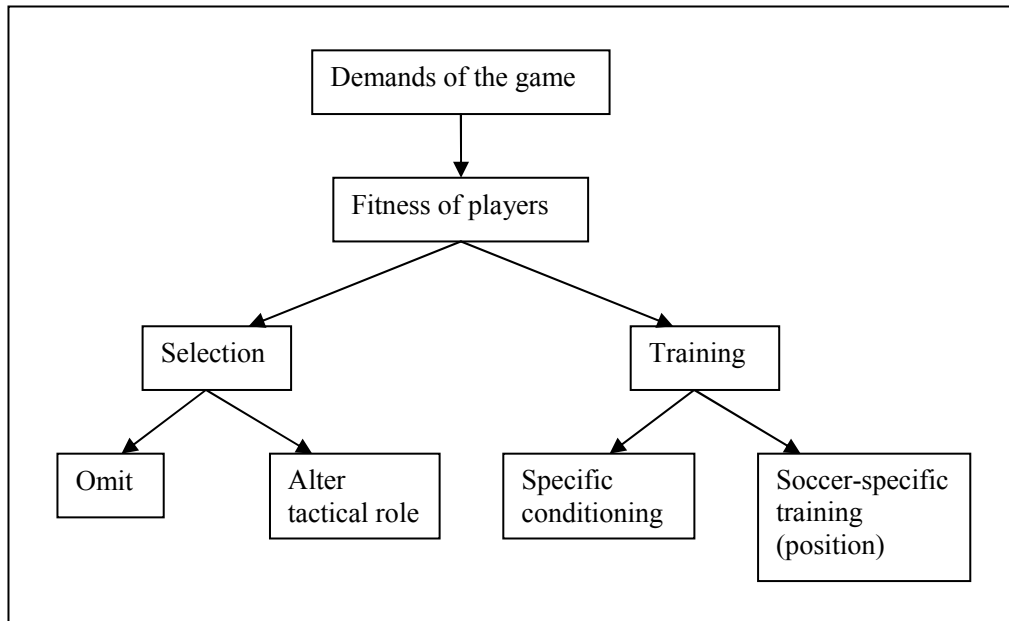 Demands of the game
Fitness of players
Selection
Training
Omit
Alter
tactical role
Specific
conditioning
Soccer-specific
training
(position)